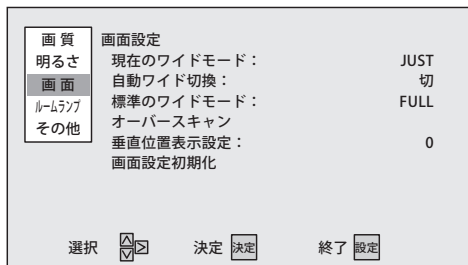 画質
明るさ
画面
ルームランプ
その他
画面設定
現在のワイドモード： JUST
自動ワイド切換： 切
標準のワイドモード： FULL
オーバースキャン
垂直位置表示設定： 0
画面設定初期化
選択 決定 決定 終了 設定